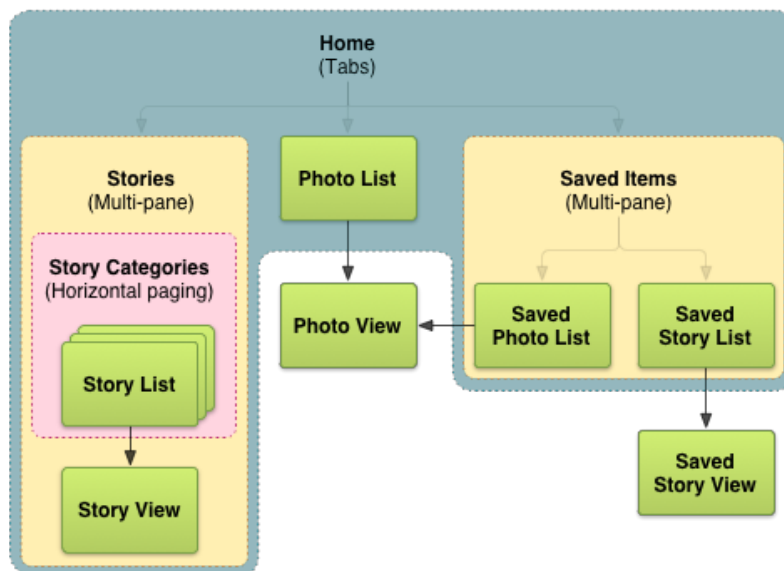 Home
(Tabs)
Stories
(Multi-pane)
Photo List
Saved Items
(Multi-pane)
Story Categories
(Horizontal paging)
Photo View
Saved
Photo List
Saved
Story List
Story List
Story View
Saved
Story View